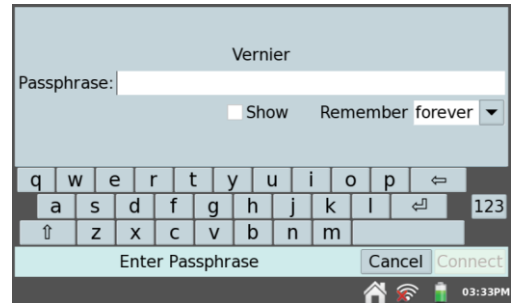 Vernier
Passphrase:
Show Remember forever
q w e r t y u i o p
a s d f g h j k l 123
z x c v b n m
Enter Passphrase Cancel Connect
03:33PM